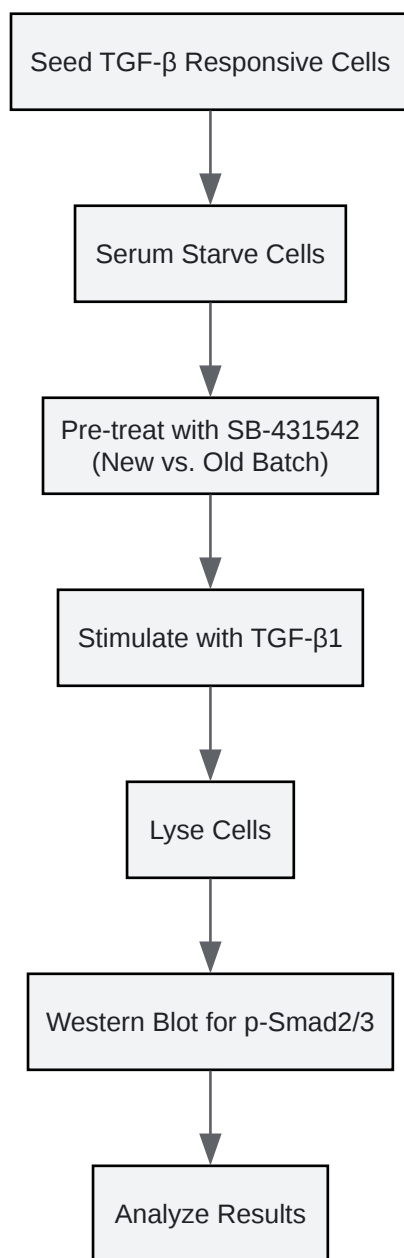 Seed TGF-β Responsive Cells
Serum Starve Cells
Pre-treat with SB-431542
(New vs. Old Batch)
Stimulate with TGF-β1
Lyse Cells
Western Blot for p-Smad2/3
Analyze Results